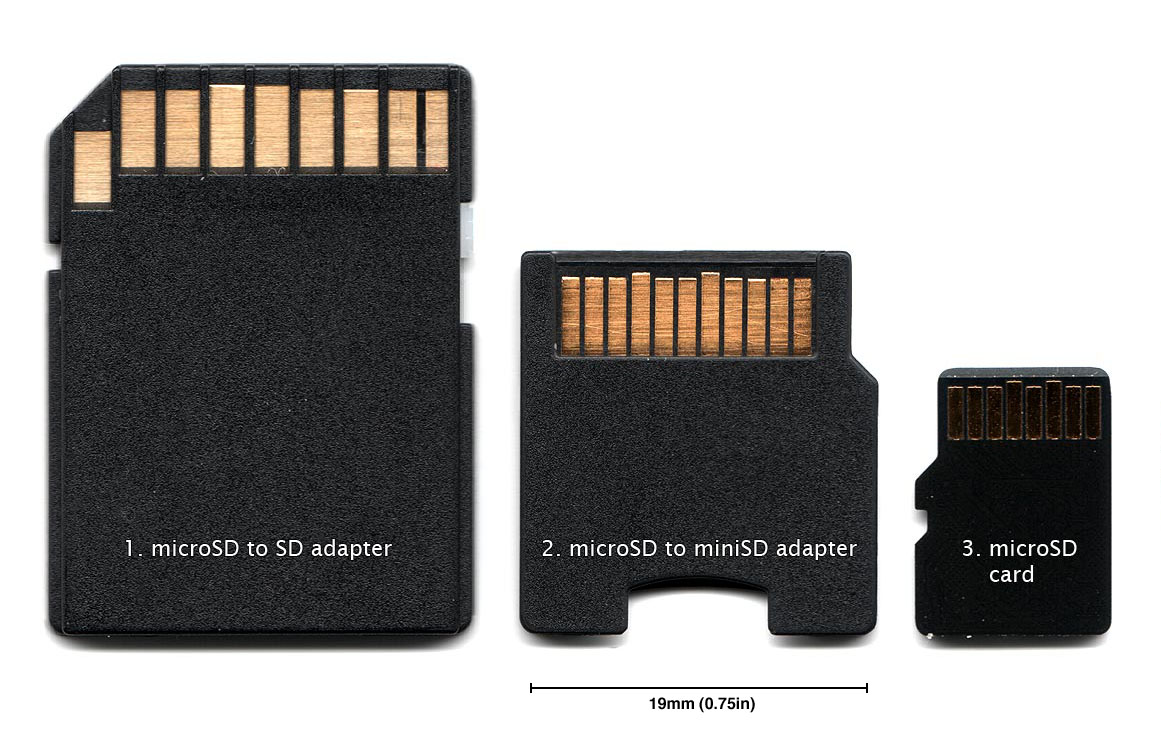 1. microSD to SD adapter
2. microSD to miniSD adapter
3. microSD
card
19mm (0.75in)